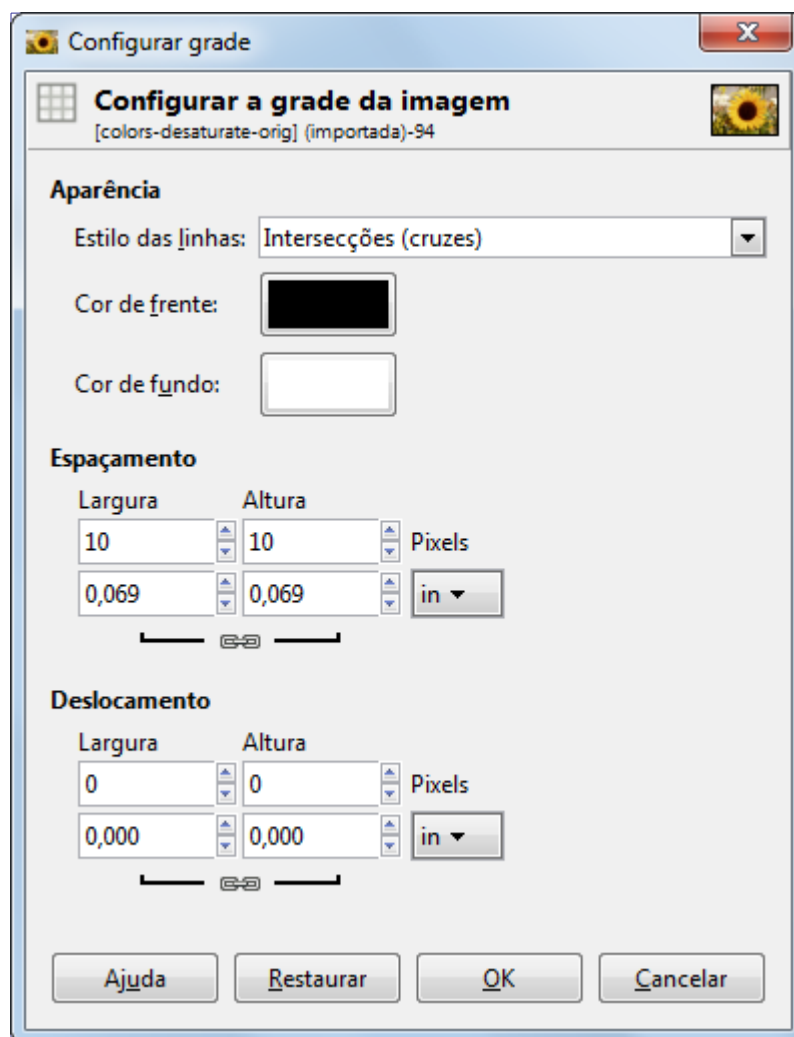 Configurar grade
Configurar a grade da imagem
[colors-desaturate-orig] (importada)-94
Aparência
Estilo das linhas: Intersecções (cruzes)
Cor de frente:
Cor de fundo:
Espaçamento
Largura Altura
10 10 Pixels
0,069 0,069 in
Deslocamento
Largura Altura
0 0 Pixels
0,000 0,000 in
Ajuda Restaurar OK Cancelar